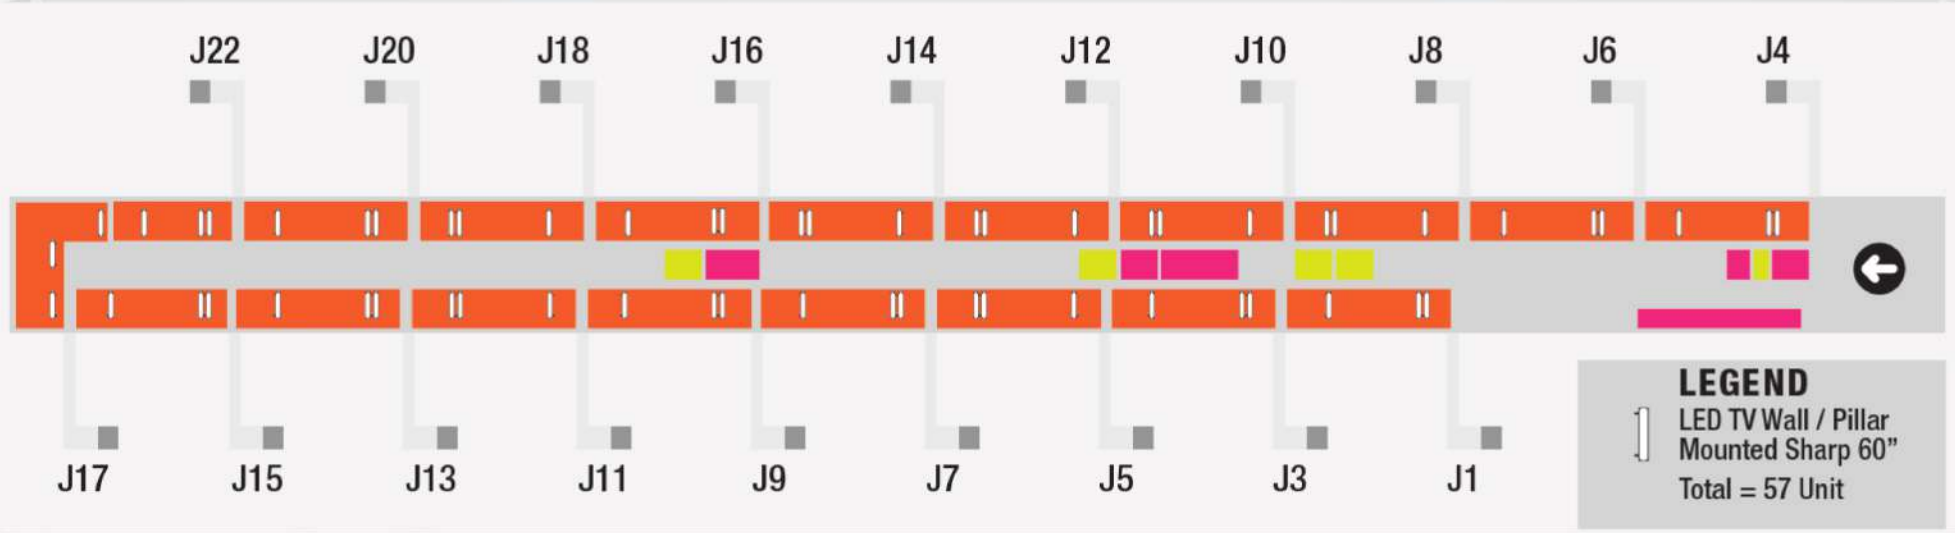 J22 J20 J18 J16 J14 J12 J10 J8 J6 J4
J17 J15 J13 J11 J9 J7 J5 J3 J1
LEGEND
LED TV Wall / Pillar
Mounted Sharp 60”
Total = 57 Unit